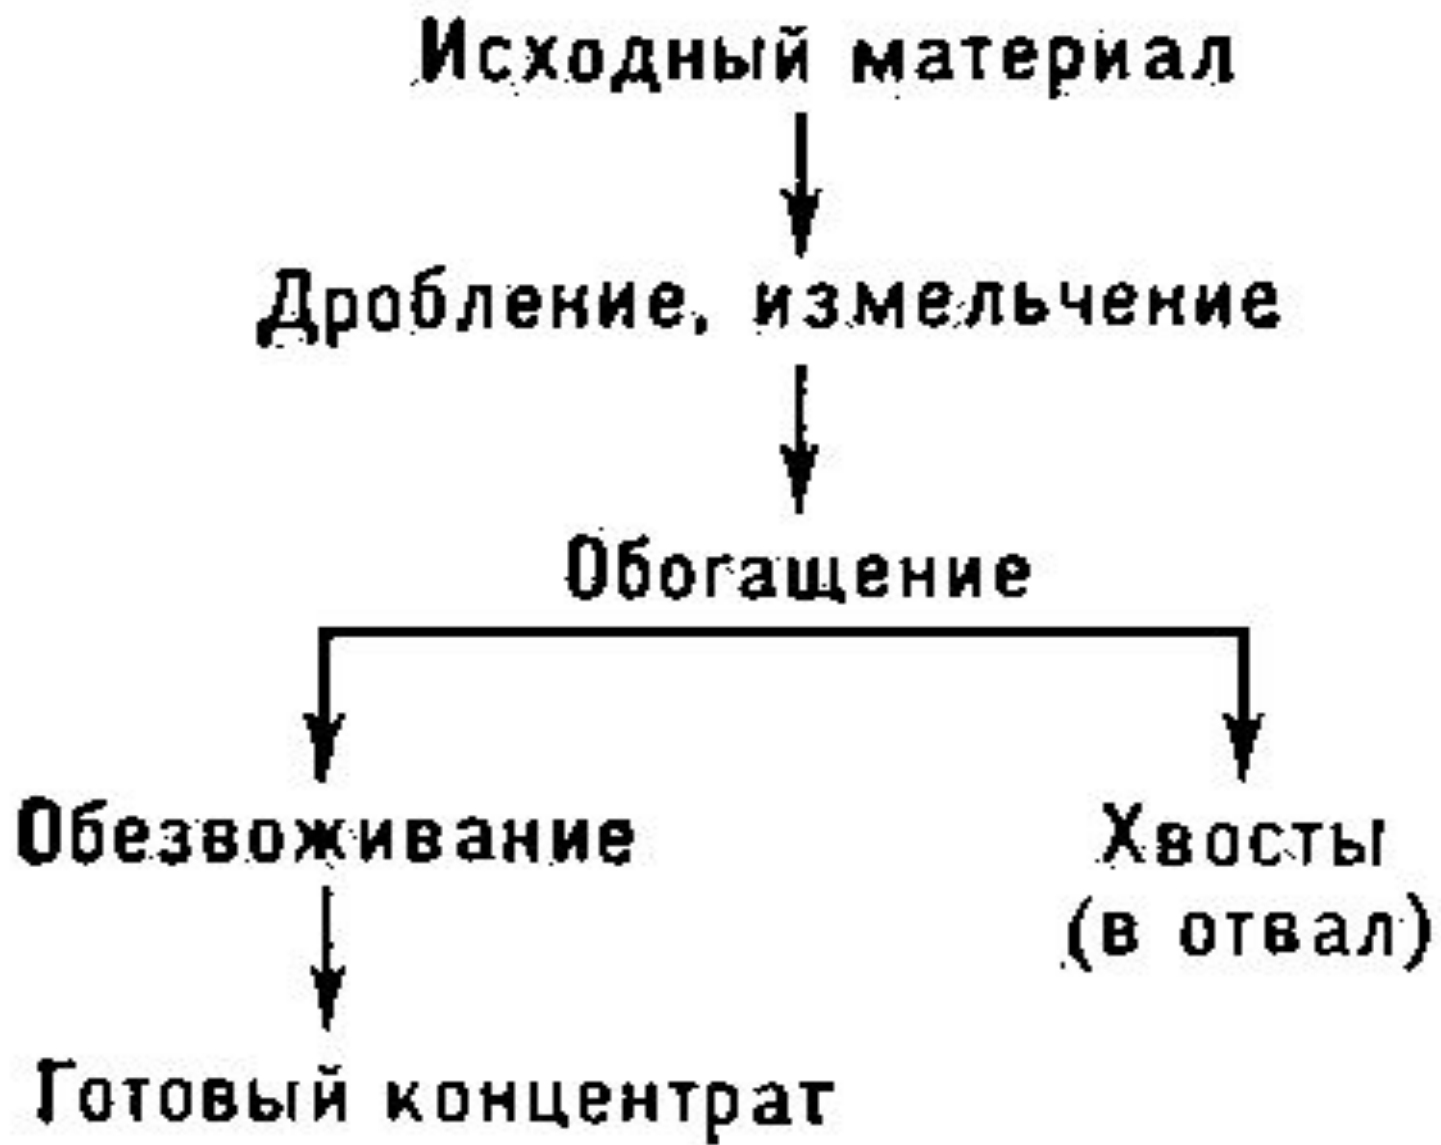 Исходный материал
Дробление, измельчение
Обогащение
Обезвоживание
Хвосты
(в отвал)
Готовый концентрат